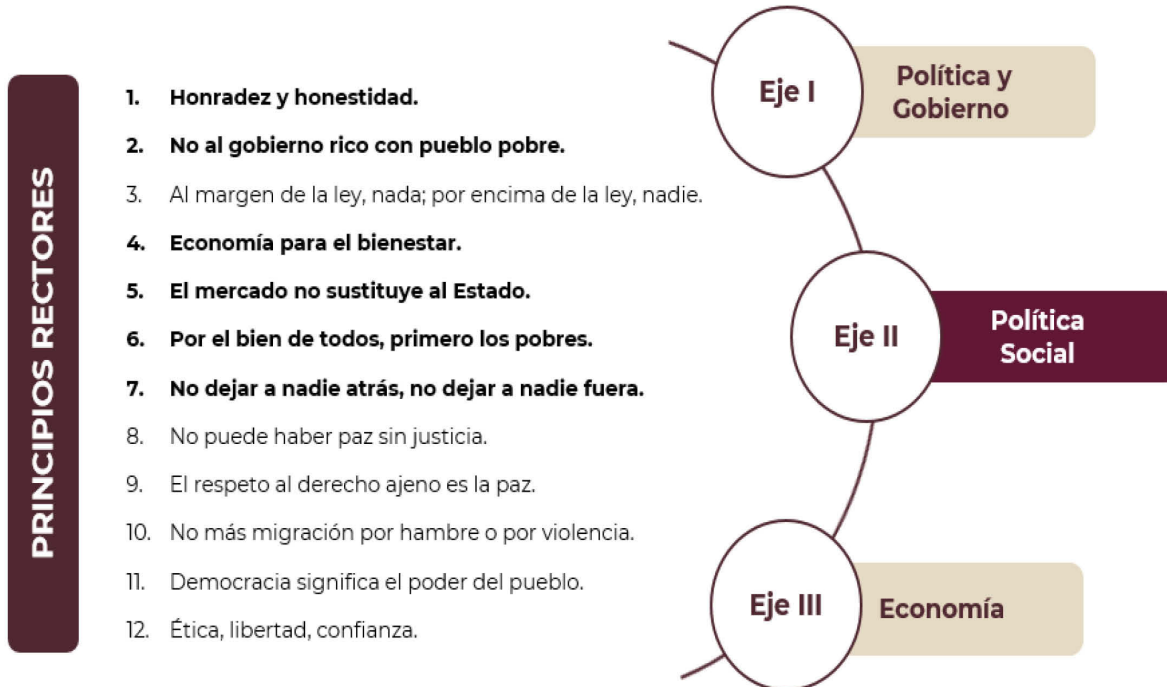 PRINCIPIOS RECTORES
1. Honradez y honestidad.
2. No al gobierno rico con pueblo pobre.
3. Al margen de la ley, nada; por encima de la ley, nadie.
4. Economía para el bienestar.
5. El mercado no sustituye al Estado.
6. Por el bien de todos, primero los pobres.
7. No dejar a nadie atrás, no dejar a nadie fuera.
8. No puede haber paz sin justicia.
9. El respeto al derecho ajeno es la paz.
10. No más migración por hambre o por violencia.
11. Democracia significa el poder del pueblo.
12. Ética, libertad, confianza.
Eje I
Política y
Gobierno
Eje II
Política
Social
Eje III
Economía